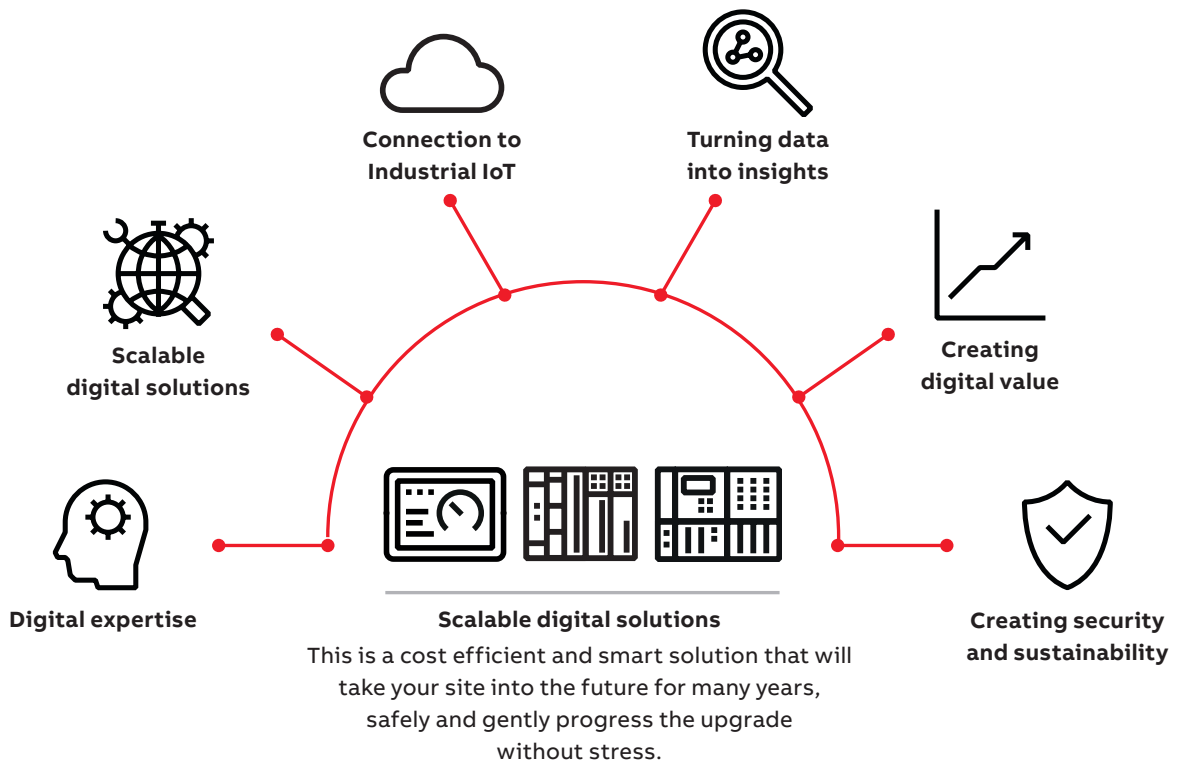 Connection to
Industrial IoT
Turning data
into insights
Scalable
digital solutions
Creating
digital value
Digital expertise
Scalable digital solutions
This is a cost efficient and smart solution that will
take your site into the future for many years,
safely and gently progress the upgrade
without stress.
Creating security
and sustainability